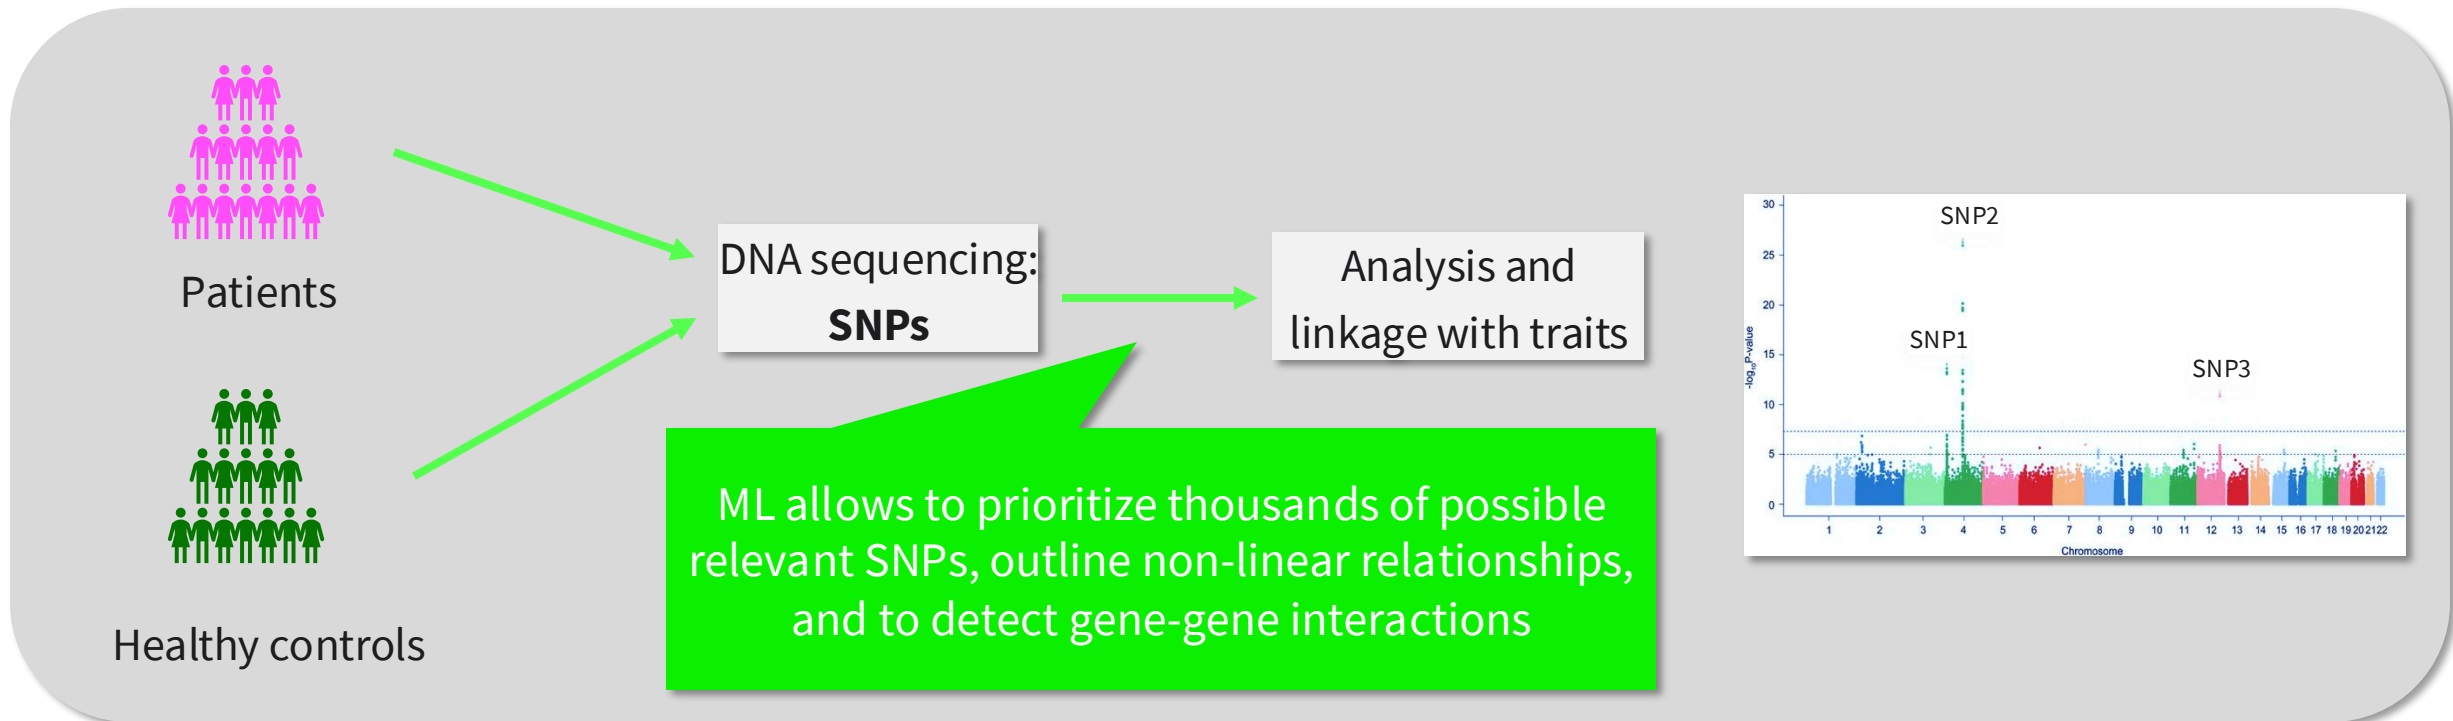 Patients
Healthy controls
DNA sequencing:
SNPs
Analysis and
linkage with traits
ML allows to prioritize thousands of possible
relevant SNPs, outline non-linear relationships,
and to detect gene-gene interactions
SNP2
SNP1
SNP3
-log10P-value
30
25
20
15
10
5
0
1 2 3 4 5 6 7 8 9 10 11 12 13 14 15 16 17 18 19 20 21 22
Chromosome